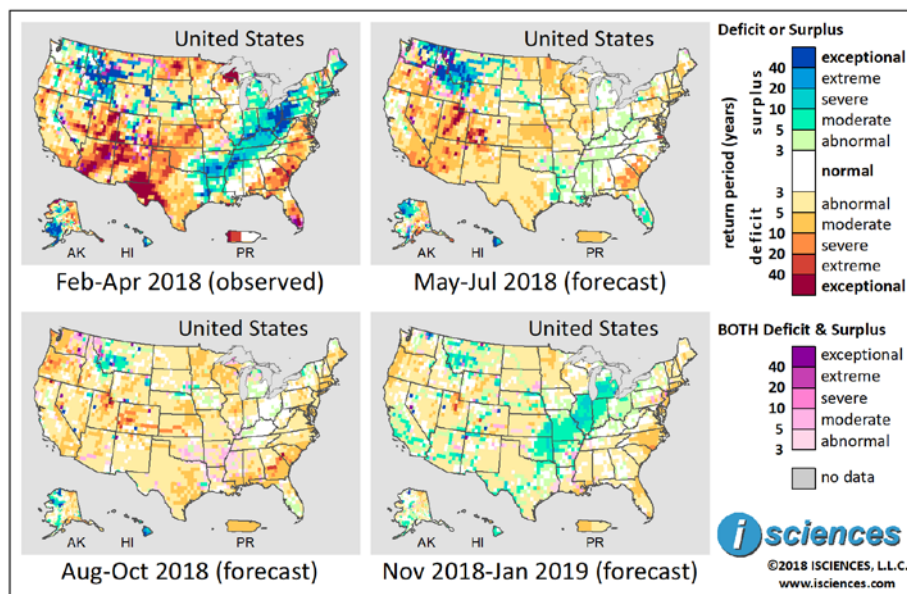 United States
United States
AK HI PR
AK HI PR
Feb-Apr 2018 (observed)
May-Jul 2018 (forecast)
United States
United States
AK HI PR
AK HI PR
Aug-Oct 2018 (forecast)
Nov 2018-Jan 2019 (forecast)
Deficit or Surplus
return period (years)
surplus
deficit
exceptional
40
extreme
20
severe
10
moderate
5
abnormal
3
normal
3
abnormal
5
moderate
10
severe
20
extreme
40
exceptional
BOTH Deficit & Surplus
exceptional
40
extreme
20
severe
10
moderate
5
abnormal
3
no data
i sciences
©2018 ISCIENCES, L.L.C.
www.isciences.com